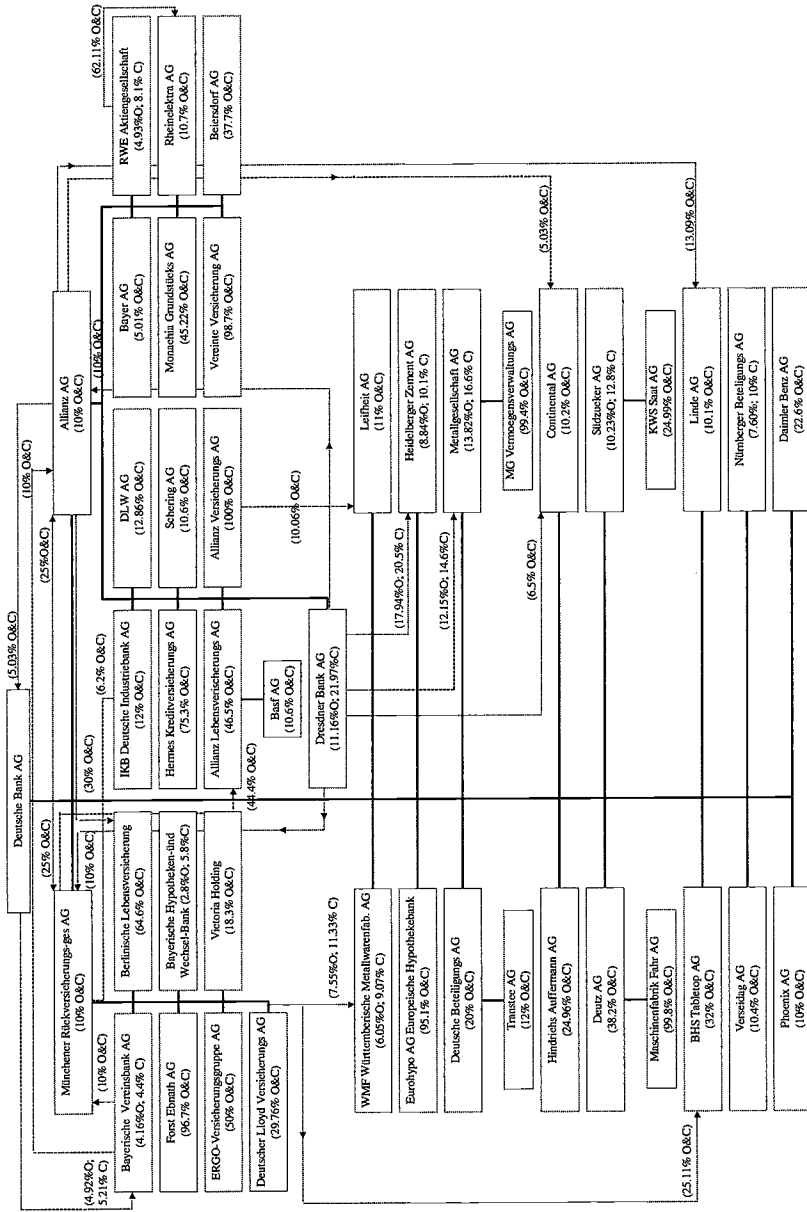 Deutsche Bank AG
(5.03% O&C)
(10% O&C)
Münchener Rückversicherungs-ges AG
(10% O&C)
Allianz AG
(10% O&C)
(25% O&C)
(25%O&C)
(4.92%O;
5.21% C)
(10% O&C)
(10% O&C)
(30% O&C)
(6.2% O&C)
(10% O&C)
(62.11% O&C)
Bayerische Vereinsbank AG
(4.16%O; 4.4% C)
Berlinische Lebensversicherung
(64.6% O&C)
IKB Deutsche Industriebank AG
(12% O&C)
DLW AG
(12.86% O&C)
Bayer AG
(5.01% O&C)
RWE Aktiengesellschaft
(4.93%O; 8.1% C)
Forst Ebnath AG
(96.7% O&C)
Bayerische Hypotheken-ünd
Wechsel-Bank (2.8%O; 5.8%C)
Hermes Kreditversicherungs AG
(75.3% O&C)
Schering AG
(10.6% O&C)
Monachia Grundstücks AG
(45.22% O&C)
Rheinelektra AG
(10.7% O&C)
ERGO-Versicherungsgruppe AG
(50% O&C)
Victoria Holding
(18.3% O&C)
Allianz Lebensverischerungs AG
(46.5% O&C)
Allianz Versicherungs AG
(100% O&C)
Vereinte Versicherung AG
(98.7% O&C)
Beiersdorf AG
(37.7% O&C)
Deutscher Lloyd Versicherungs AG
(29.76% O&C)
(44.4% O&C)
Basf AG
(10.6% O&C)
(10.06% O&C)
Dresdner Bank AG
(11.16%O; 21.97%C)
(7.55%O; 11.33% C)
WMF Württemberische Metallwarenfab. AG
(6.05%O; 9.07% C)
Leifheit AG
(11% O&C)
(17.94%O; 20.5% C)
Eurohypo AG Europeische Hypothekebank
(95.1% O&C)
Heidelberger Zement AG
(8.84%O; 10.1% C)
(12.15%O; 14.6%C)
Deutsche Beteiligungs AG
(20% O&C)
Metallgesellschaft AG
(13.82%O; 16.6% C)
Transtec AG
(12% O&C)
MG Vermoegensverwaltungs AG
(99.4% O&C)
(6.5% O&C)
(5.03% O&C)
Hindrichs Auffermann AG
(24.96% O&C)
Continental AG
(10.2% O&C)
Deutz AG
(38.2% O&C)
Südzucker AG
(10.23%O; 12.8% C)
Maschinenfabrik Fahr AG
(99.8% O&C)
KWS Saat AG
(24.99% O&C)
(25.11% O&C)
(13.09% O&C)
BHS Tabletop AG
(32% O&C)
Linde AG
(10.1% O&C)
Verseidag AG
(10.4% O&C)
Nürnberger Beteligungs AG
(7.60%; 10% C)
Phoenix AG
(10% O&C)
Daimler Benz AG
(22.6% O&C)